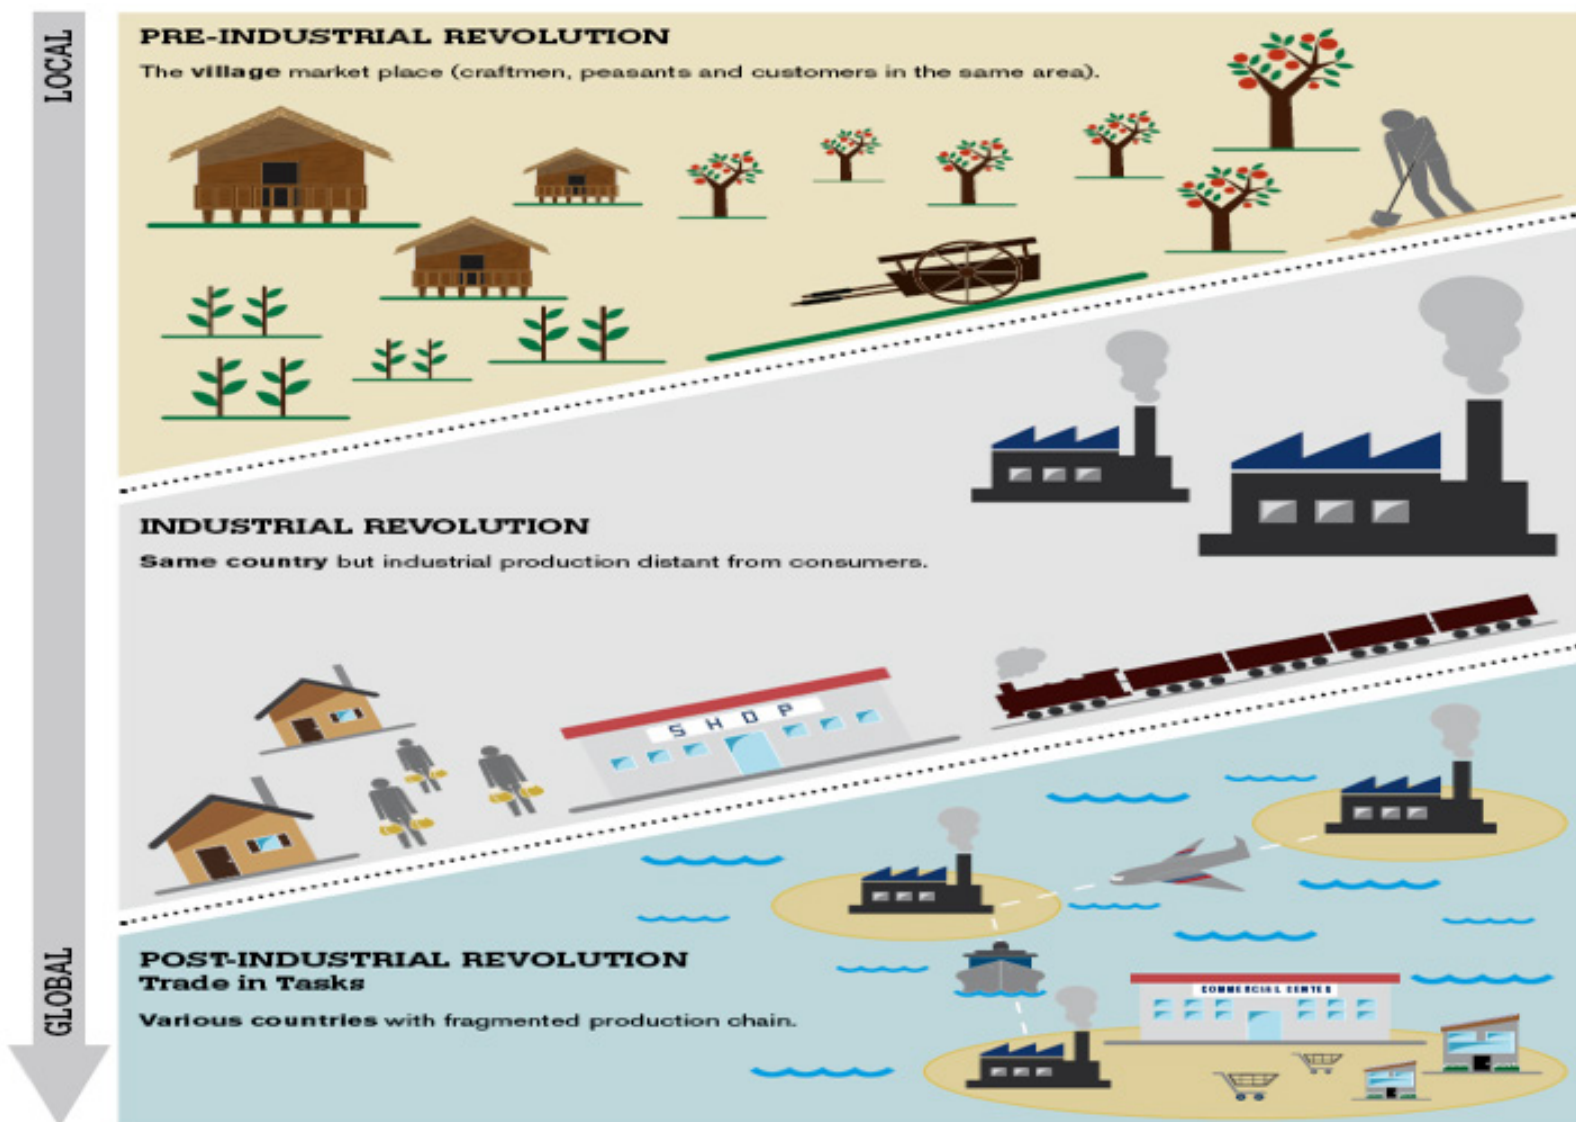 LOCAL
PRE-INDUSTRIAL REVOLUTION
The village market place (craftmen, peasants and customers in the same area).
INDUSTRIAL REVOLUTION
Same country but industrial production distant from consumers.
SHOP
GLOBAL
POST-INDUSTRIAL REVOLUTION
Trade in Tasks
Various countries with fragmented production chain.
COMMERCIAL CENTER